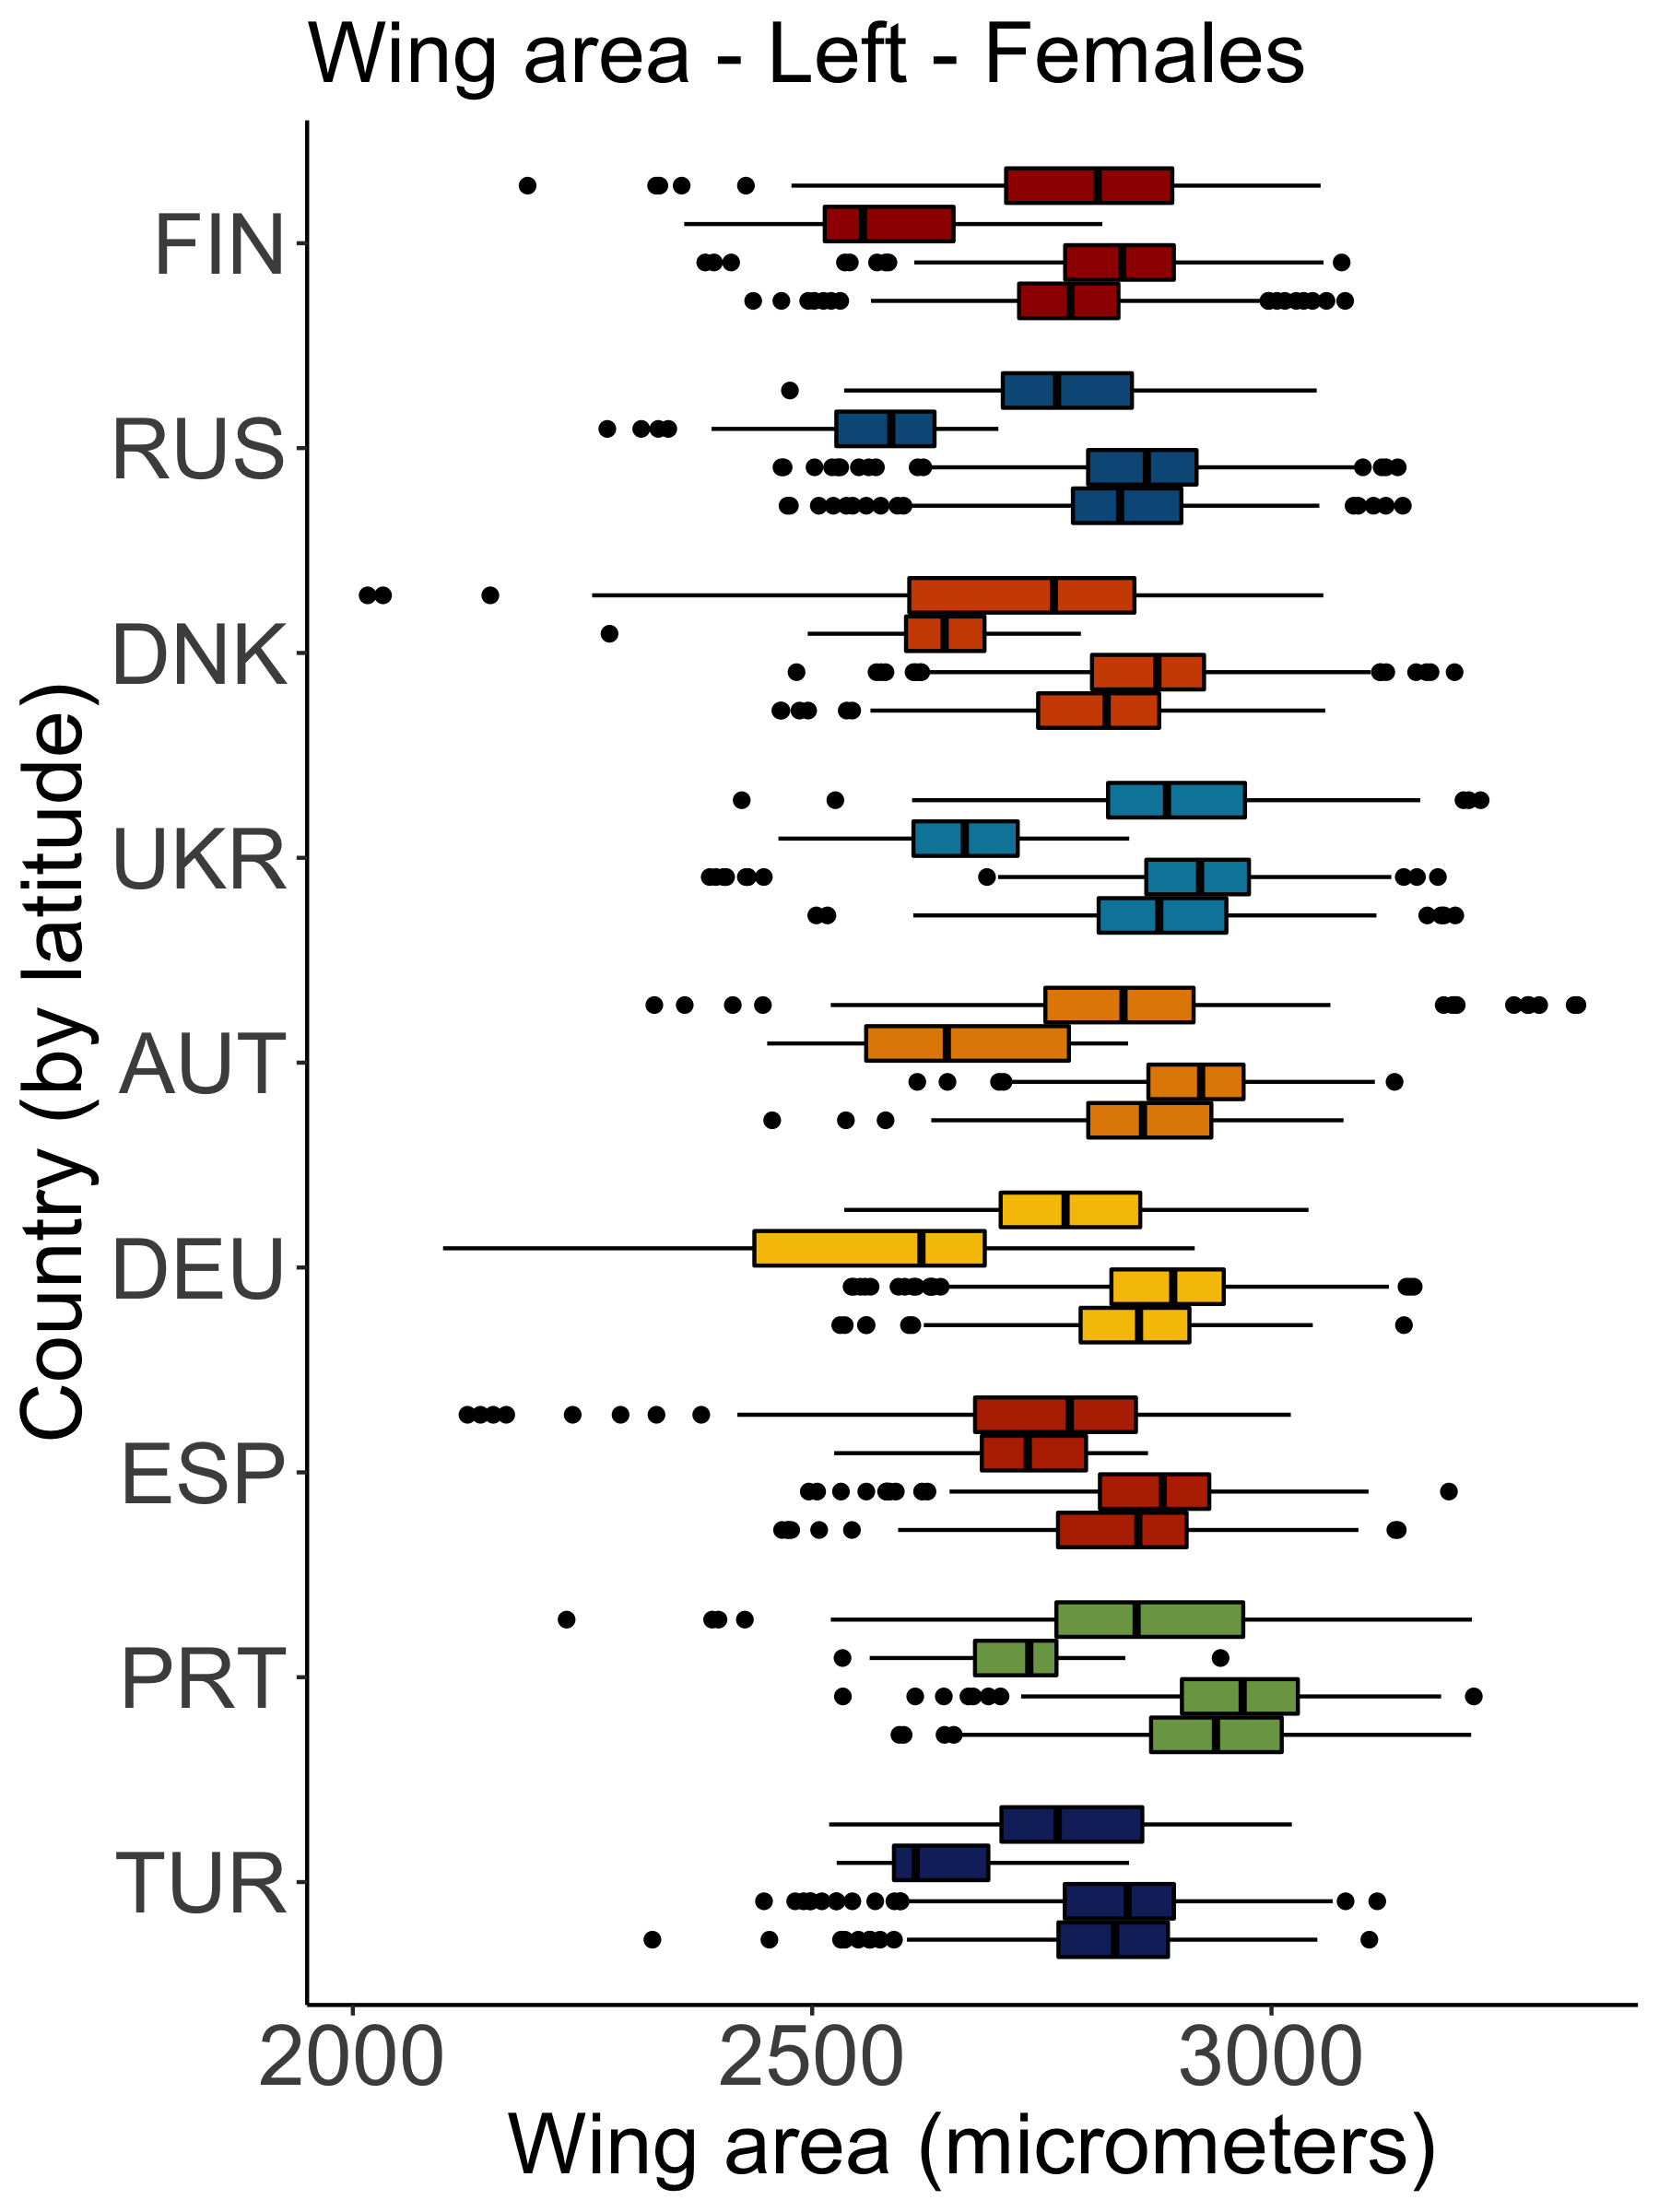 Wing area - Left - Females
Country (by latitude)
FIN
RUS
DNK
UKR
AUT
DEU
ESP
PRT
TUR
2000 2500 3000
Wing area (micrometers)